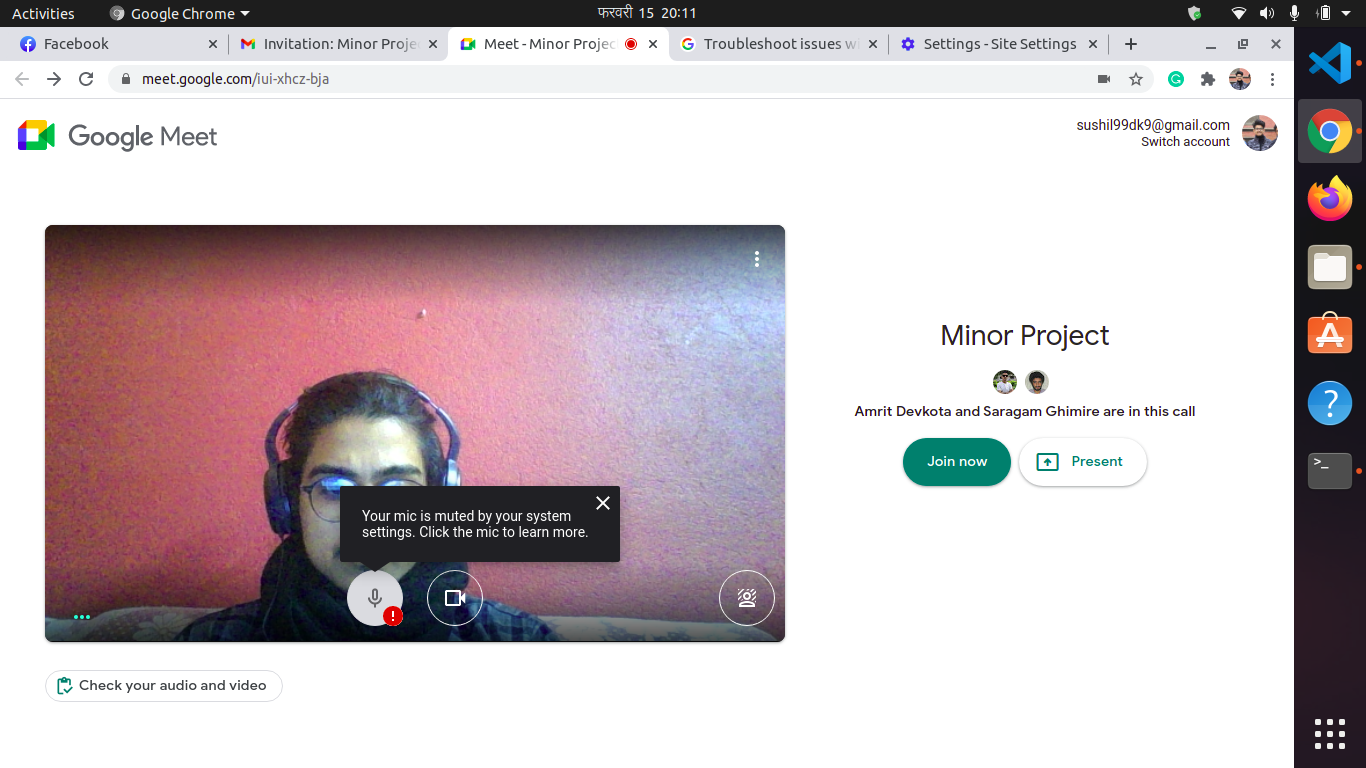 Activities
Google Chrome
फरवरी 15 20:11
Facebook
Invitation: Minor Proje
Meet - Minor Projec
Troubleshoot issues w
Settings - Site Settings
meet.google.com/iui-xhcz-bja
Google Meet
sushil99dk9@gmail.com
Switch account
Minor Project
Amrit Devkota and Saragam Ghimire are in this call
Join now
Present
Your mic is muted by your system
settings. Click the mic to learn more.
Check your audio and video